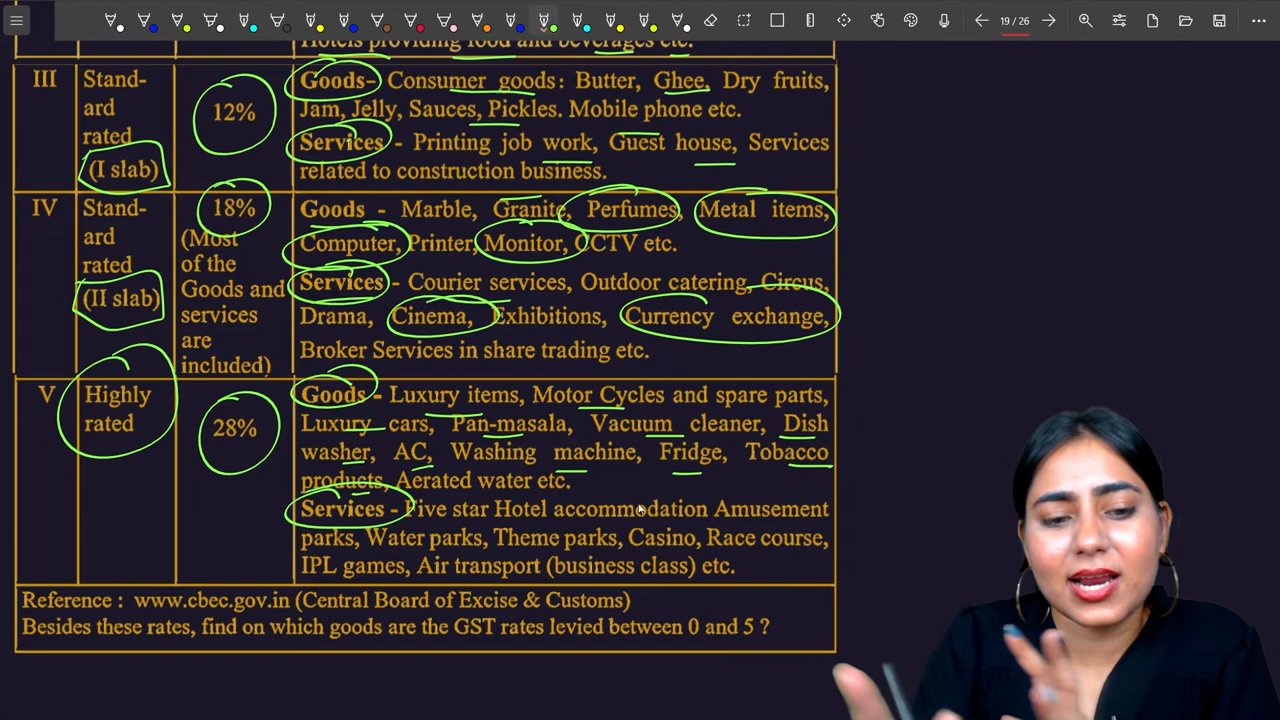 19 / 26
Hotels providing food and beverages etc.
III Stand- 12% Goods- Consumer goods: Butter, Ghee, Dry fruits,
ard Jam, Jelly, Sauces, Pickles. Mobile phone etc.
rated Services - Printing job work, Guest house, Services
(I slab) related to construction business.
IV Stand- 18% Goods - Marble, Granite, Perfumes, Metal items,
ard (Most Computer, Printer, Monitor, CCTV etc.
rated of the Services - Courier services, Outdoor catering, Circus,
(II slab) Goods and Drama, Cinema, Exhibitions, Currency exchange,
services Broker Services in share trading etc.
are
included)
V Highly 28% Goods - Luxury items, Motor Cycles and spare parts,
rated Luxury cars, Pan-masala, Vacuum cleaner, Dish
washer, AC, Washing machine, Fridge, Tobacco
products, Aerated water etc.
Services - Five star Hotel accommodation Amusement
parks, Water parks, Theme parks, Casino, Race course,
IPL games, Air transport (business class) etc.
Reference : www.cbec.gov.in (Central Board of Excise & Customs)
Besides these rates, find on which goods are the GST rates levied between 0 and 5 ?